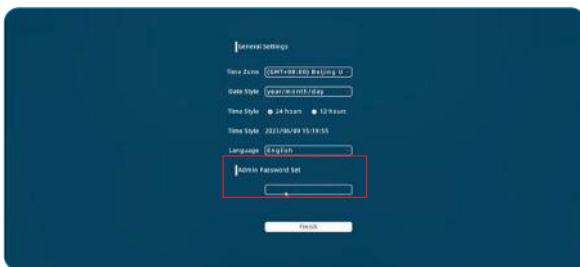 General Settings
Time Zone (GMT+08:00) Beijing U
Date Style year/month/day
Time Style 24 hours 12 hours
Time Style 2023/06/09 15:19:55
Language English
Admin Password Set
Finish